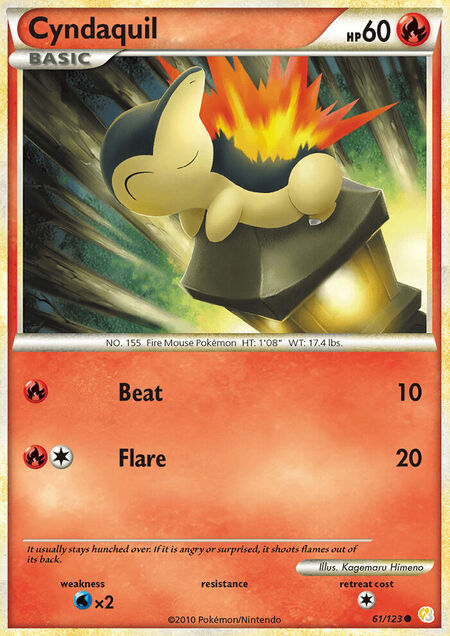 Cyndaquil HP60
BASIC
NO. 155 Fire Mouse Pokémon HT: 1'08" WT: 17.4 lbs.
Beat 10
Flare 20
It usually stays hunched over. If it is angry or surprised, it shoots flames out of
its back.
Illus. Kagemaru Himeno
weakness resistance retreat cost
×2
©2010 Pokémon/Nintendo 61/123